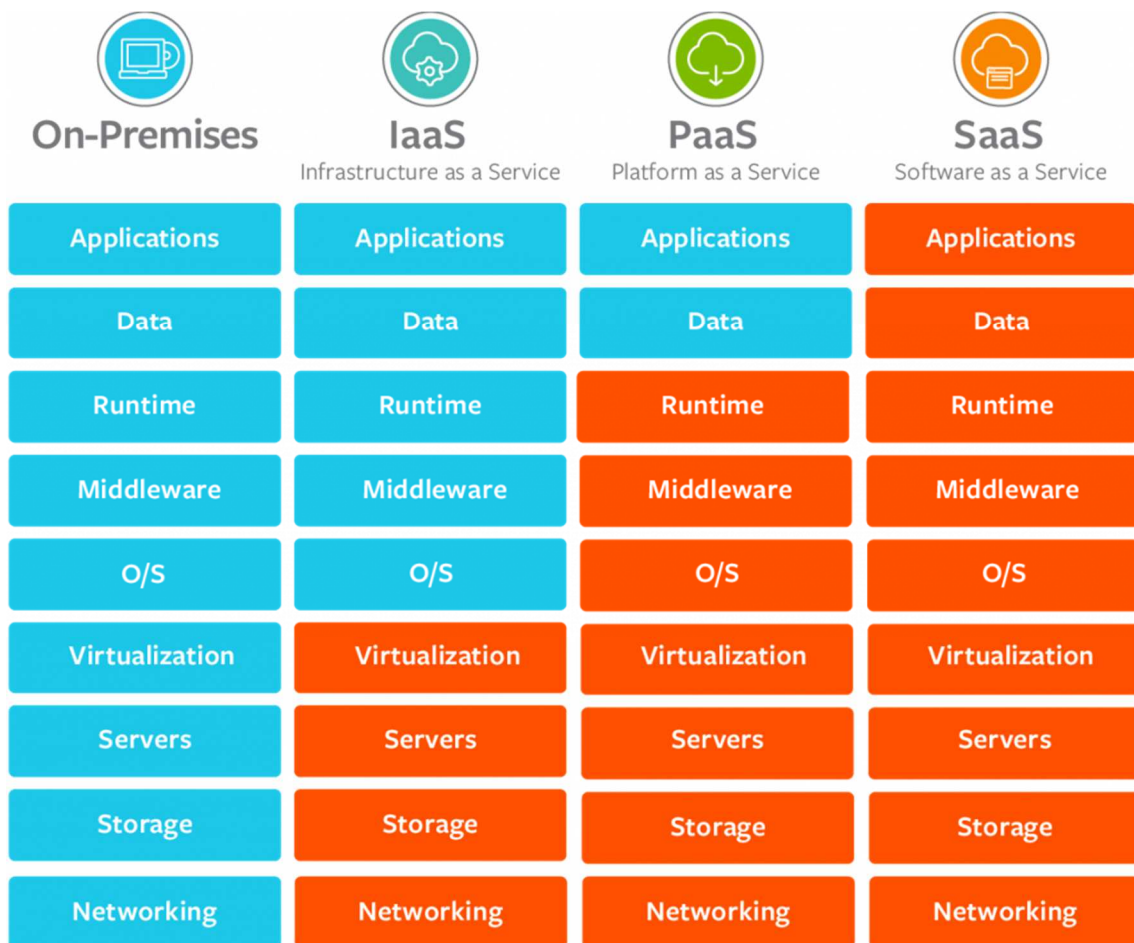 On-Premises
IaaS
Infrastructure as a Service
PaaS
Platform as a Service
SaaS
Software as a Service
Applications Applications Applications Applications
Data Data Data Data
Runtime Runtime Runtime Runtime
Middleware Middleware Middleware Middleware
O/S O/S O/S O/S
Virtualization Virtualization Virtualization Virtualization
Servers Servers Servers Servers
Storage Storage Storage Storage
Networking Networking Networking Networking